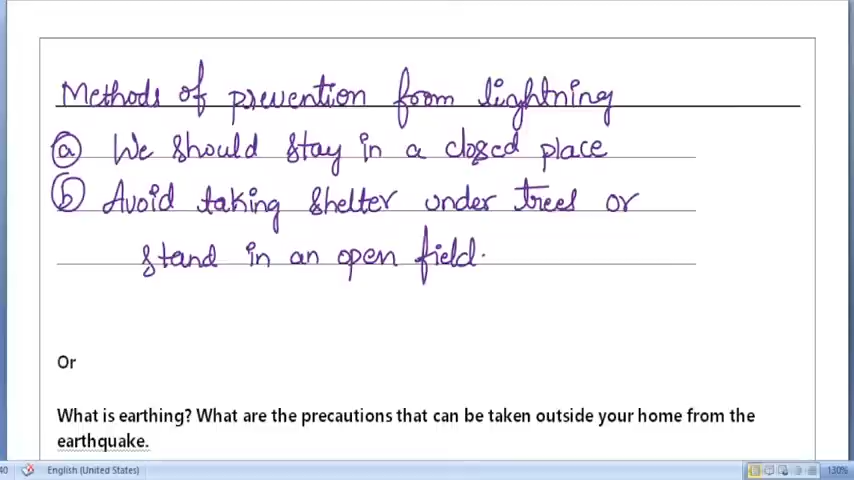 Methods of prevention from lightning
a We should stay in a closed place
b Avoid taking shelter under trees or
stand in an open field.
Or
What is earthing? What are the precautions that can be taken outside your home from the
earthquake.
40 English (United States) 130%